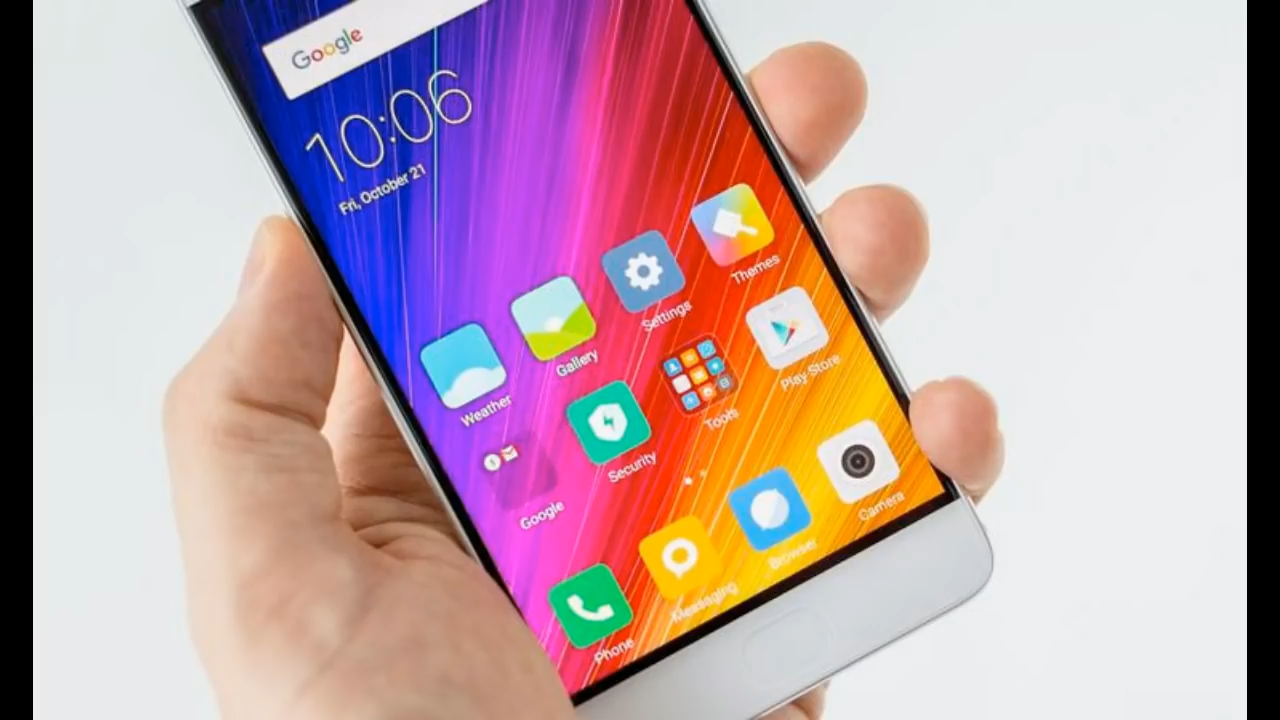 Google
10:06
Fri, October 21
Weather
Gallery
Settings
Themes
Google
Security
Tools
Play Store
Phone
Messaging
Browser
Camera